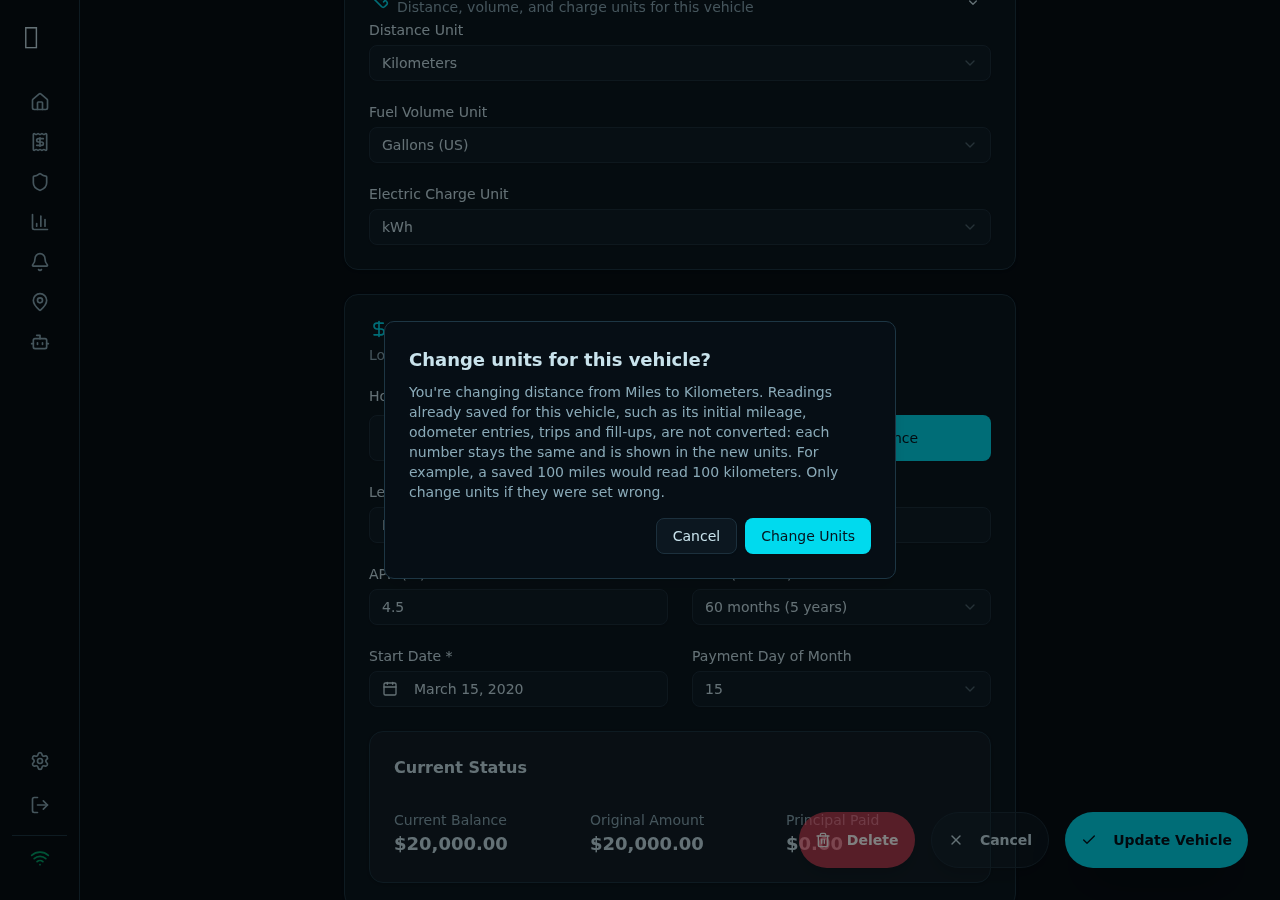 Distance, volume, and charge units for this vehicle
Distance Unit
Kilometers
Fuel Volume Unit
Gallons (US)
Electric Charge Unit
kWh
Change units for this vehicle?
You're changing distance from Miles to Kilometers. Readings
already saved for this vehicle, such as its initial mileage,
odometer entries, trips and fill-ups, are not converted: each
number stays the same and is shown in the new units. For
example, a saved 100 miles would read 100 kilometers. Only
change units if they were set wrong.
Cancel
Change Units
4.5
60 months (5 years)
Start Date *
Payment Day of Month
March 15, 2020
15
Current Status
Current Balance
Original Amount
Principal Paid
$20,000.00
$20,000.00
$0.00
Delete
Cancel
Update Vehicle